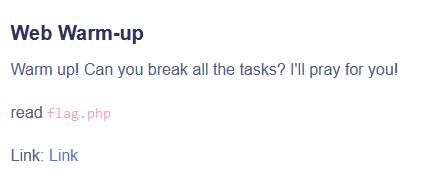 Web Warm-up
Warm up! Can you break all the tasks? I'll pray for you!
read flag.php
Link: Link